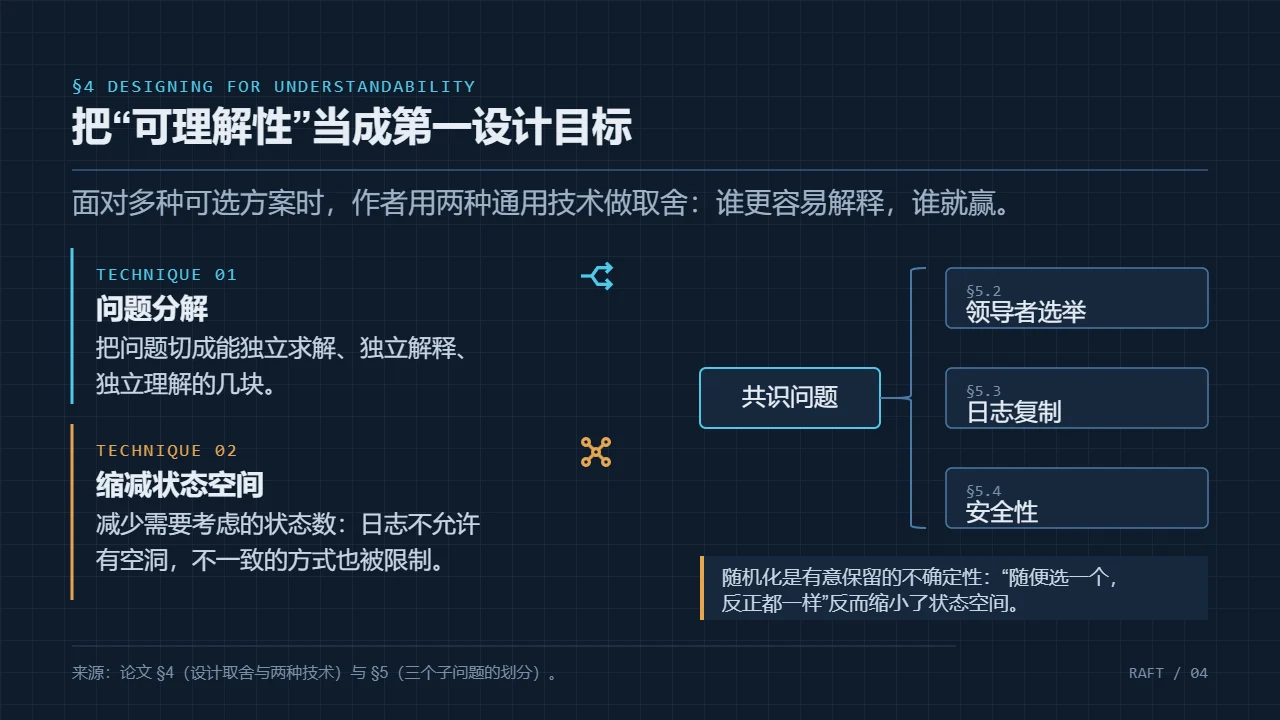 §4 DESIGNING FOR UNDERSTANDABILITY
把“可理解性”当成第一设计目标
面对多种可选方案时，作者用两种通用技术做取舍：谁更容易解释，谁就赢。
TECHNIQUE 01
问题分解
把问题切成能独立求解、独立解释、
独立理解的几块。
TECHNIQUE 02
缩减状态空间
减少需要考虑的状态数：日志不允许
有空洞，不一致的方式也被限制。
共识问题
§5.2
领导者选举
§5.3
日志复制
§5.4
安全性
随机化是有意保留的不确定性：“随便选一个，
反正都一样”反而缩小了状态空间。
来源：论文 §4（设计取舍与两种技术）与 §5（三个子问题的划分）。
RAFT / 04